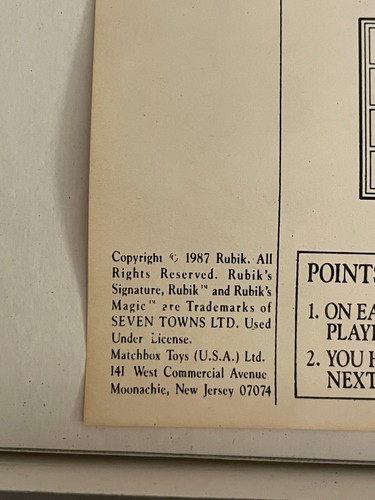 Copyright © 1987 Rubik. All
Rights Reserved. Rubik's
Signature, Rubik™ and Rubik's
Magic™ are Trademarks of
SEVEN TOWNS LTD. Used
Under License.
Matchbox Toys (U.S.A.) Ltd.
141 West Commercial Avenue
Moonachie, New Jersey 07074
POINTS
1. ON EA
PLAYE
2. YOU H
NEXT